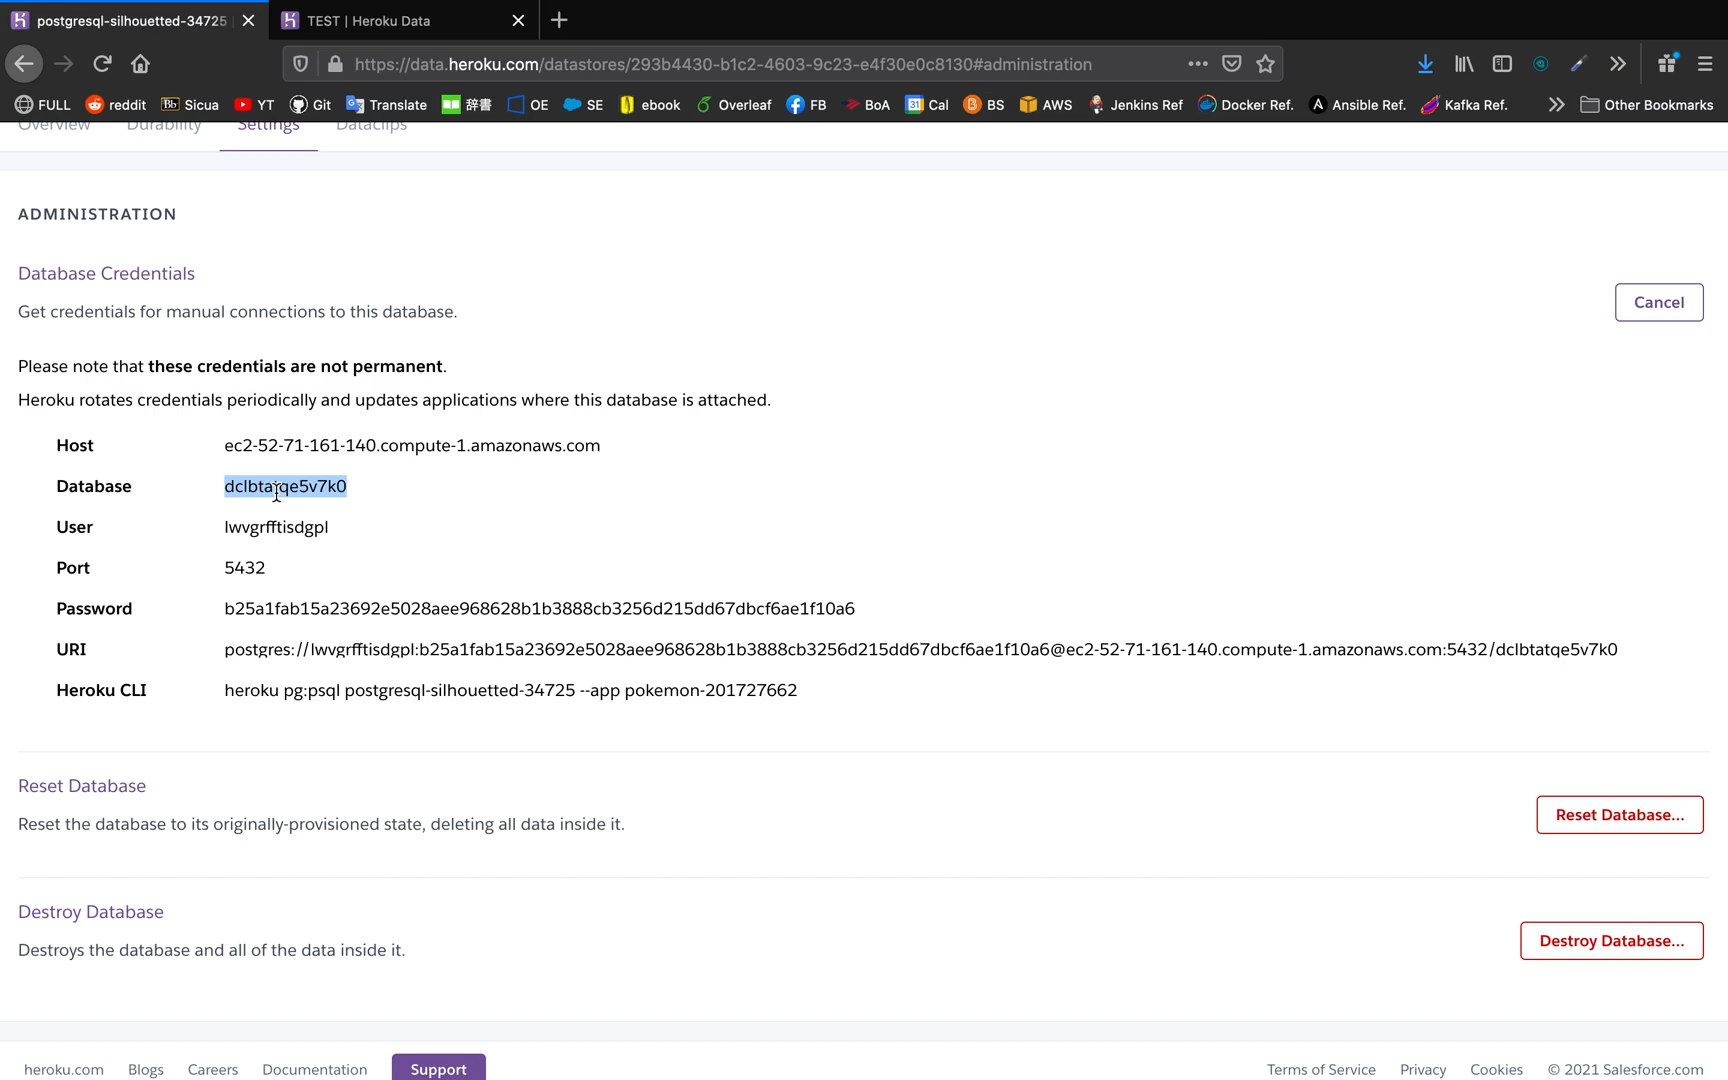 postgresql-silhouetted-34725
TEST | Heroku Data
https://data.heroku.com/datastores/293b4430-b1c2-4603-9c23-e4f30e0c8130#administration
FULL reddit Sicua YT Git Translate 辞書 OE SE ebook Overleaf FB BoA Cal BS AWS Jenkins Ref Docker Ref. Ansible Ref. Kafka Ref. Other Bookmarks
Overview Durability Settings Dataclips
ADMINISTRATION
Database Credentials
Get credentials for manual connections to this database.
Cancel
Please note that these credentials are not permanent.
Heroku rotates credentials periodically and updates applications where this database is attached.
Host ec2-52-71-161-140.compute-1.amazonaws.com
Database dclbtatqe5v7k0
User lwvgrfftisdgpl
Port 5432
Password b25a1fab15a23692e5028aee968628b1b3888cb3256d215dd67dbcf6ae1f10a6
URI postgres://lwvgrfftisdgpl:b25a1fab15a23692e5028aee968628b1b3888cb3256d215dd67dbcf6ae1f10a6@ec2-52-71-161-140.compute-1.amazonaws.com:5432/dclbtatqe5v7k0
Heroku CLI heroku pg:psql postgresql-silhouetted-34725 --app pokemon-201727662
Reset Database
Reset the database to its originally-provisioned state, deleting all data inside it.
Reset Database...
Destroy Database
Destroys the database and all of the data inside it.
Destroy Database...
heroku.com Blogs Careers Documentation Support Terms of Service Privacy Cookies © 2021 Salesforce.com